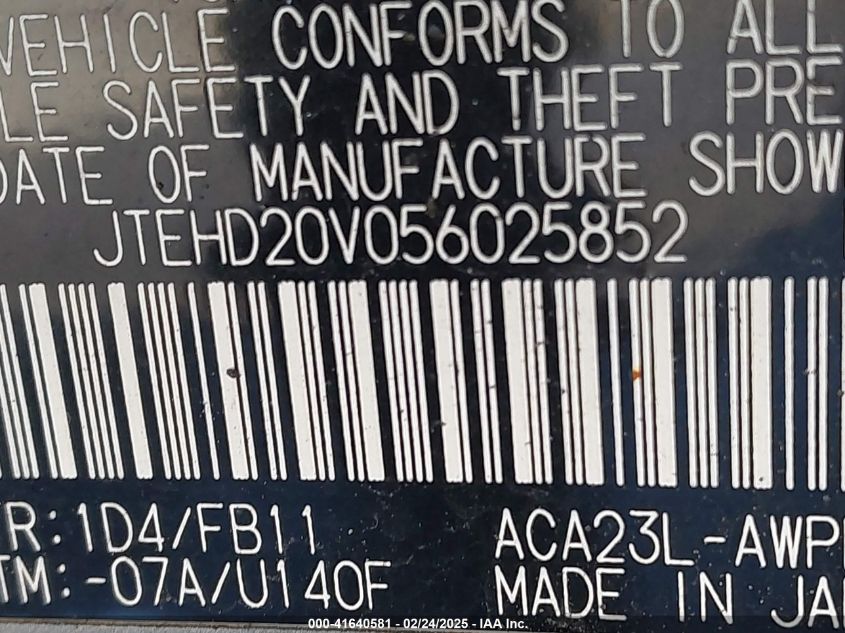 VEHICLE CONFORMS TO ALL
LE SAFETY AND THEFT PRE
DATE OF MANUFACTURE SHOW
JTEHD20V056025852
R:1D4/FB11 ACA23L-AWP
TM:-07A/U140F MADE IN JA
000-41640581 - 02/24/2025 - IAA Inc.